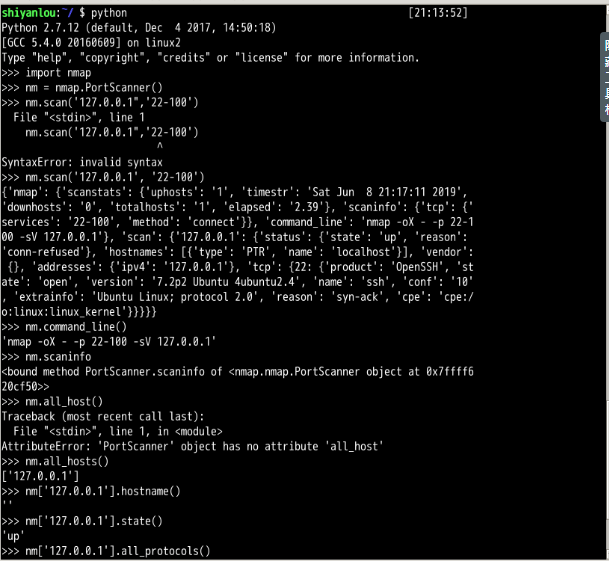 shiyanlou:~/ $ python [21:13:52]
Python 2.7.12 (default, Dec  4 2017, 14:50:18)
[GCC 5.4.0 20160609] on linux2
Type "help", "copyright", "credits" or "license" for more information.
>>> import nmap
>>> nm = nmap.PortScanner()
>>> nm.scan('127.0.0.1",'22-100')
  File "<stdin>", line 1
    nm.scan('127.0.0.1",'22-100')
                         ^
SyntaxError: invalid syntax
>>> nm.scan('127.0.0.1', '22-100')
{'nmap': {'scanstats': {'uphosts': '1', 'timestr': 'Sat Jun  8 21:17:11 2019',
'downhosts': '0', 'totalhosts': '1', 'elapsed': '2.39'}, 'scaninfo': {'tcp': {'
services': '22-100', 'method': 'connect'}}, 'command_line': 'nmap -oX - -p 22-1
00 -sV 127.0.0.1'}, 'scan': {'127.0.0.1': {'status': {'state': 'up', 'reason':
'conn-refused'}, 'hostnames': [{'type': 'PTR', 'name': 'localhost'}], 'vendor':
 {}, 'addresses': {'ipv4': '127.0.0.1'}, 'tcp': {22: {'product': 'OpenSSH', 'st
ate': 'open', 'version': '7.2p2 Ubuntu 4ubuntu2.4', 'name': 'ssh', 'conf': '10'
, 'extrainfo': 'Ubuntu Linux; protocol 2.0', 'reason': 'syn-ack', 'cpe': 'cpe:/
o:linux:linux_kernel'}}}}}
>>> nm.command_line()
'nmap -oX - -p 22-100 -sV 127.0.0.1'
>>> nm.scaninfo
<bound method PortScanner.scaninfo of <nmap.nmap.PortScanner object at 0x7ffff6
20cf50>>
>>> nm.all_host()
Traceback (most recent call last):
  File "<stdin>", line 1, in <module>
AttributeError: 'PortScanner' object has no attribute 'all_host'
>>> nm.all_hosts()
['127.0.0.1']
>>> nm['127.0.0.1'].hostname()
''
>>> nm['127.0.0.1'].state()
'up'
>>> nm['127.0.0.1'].all_protocols()